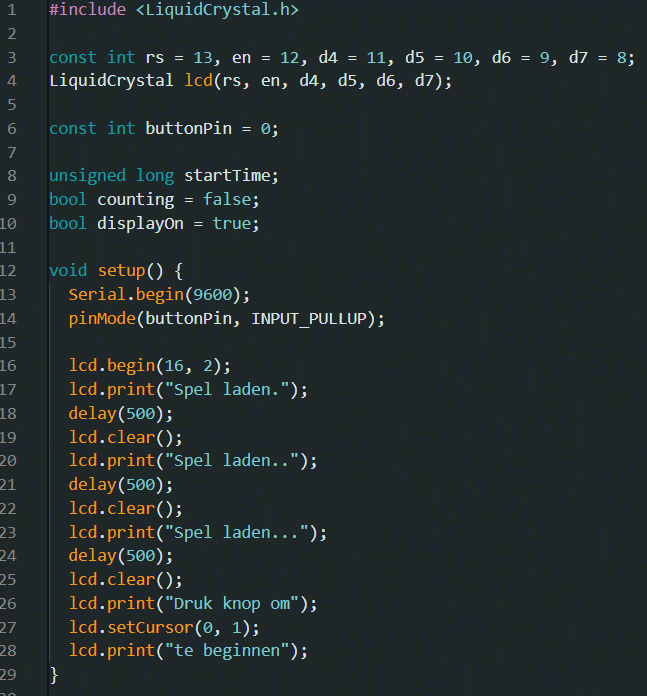 1 #include <LiquidCrystal.h>
2
3 const int rs = 13, en = 12, d4 = 11, d5 = 10, d6 = 9, d7 = 8;
4 LiquidCrystal lcd(rs, en, d4, d5, d6, d7);
5
6 const int buttonPin = 0;
7
8 unsigned long startTime;
9 bool counting = false;
10 bool displayOn = true;
11
12 void setup() {
13   Serial.begin(9600);
14   pinMode(buttonPin, INPUT_PULLUP);
15
16   lcd.begin(16, 2);
17   lcd.print("Spel laden.");
18   delay(500);
19   lcd.clear();
20   lcd.print("Spel laden..");
21   delay(500);
22   lcd.clear();
23   lcd.print("Spel laden...");
24   delay(500);
25   lcd.clear();
26   lcd.print("Druk knop om");
27   lcd.setCursor(0, 1);
28   lcd.print("te beginnen");
29 }